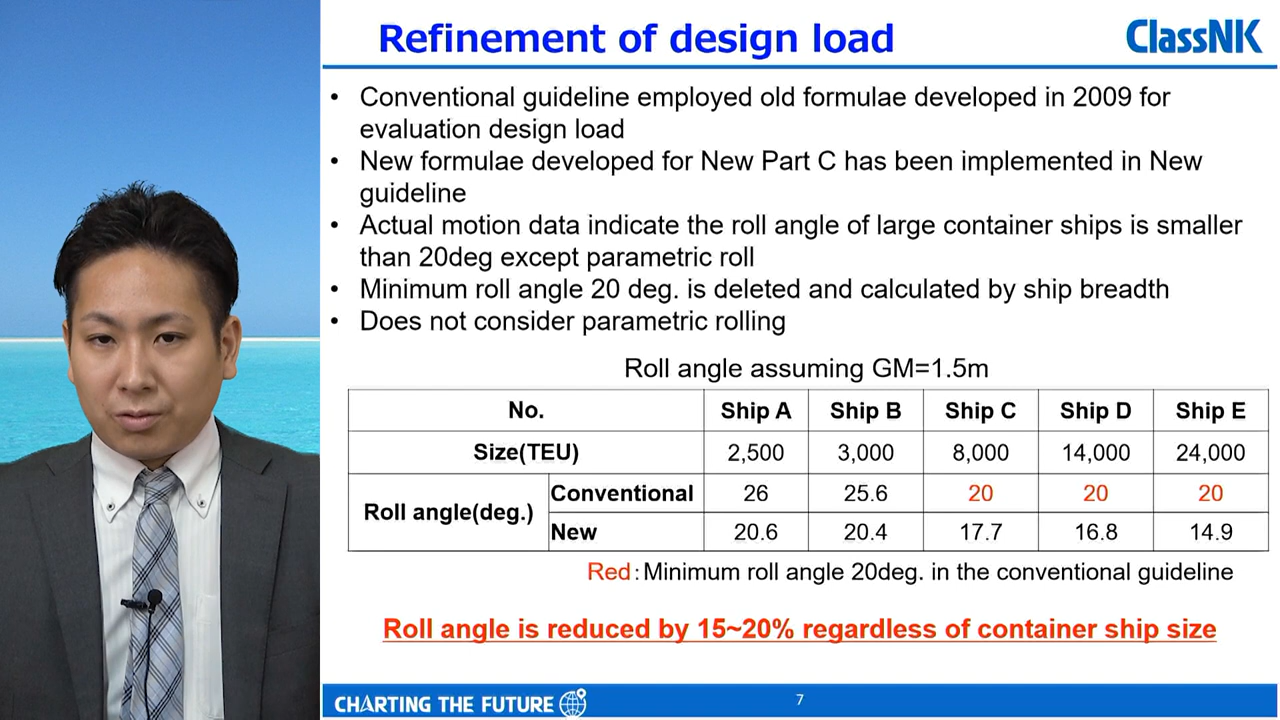 Refinement of design load
ClassNK
• Conventional guideline employed old formulae developed in 2009 for
evaluation design load
• New formulae developed for New Part C has been implemented in New
guideline
• Actual motion data indicate the roll angle of large container ships is smaller
than 20deg except parametric roll
• Minimum roll angle 20 deg. is deleted and calculated by ship breadth
• Does not consider parametric rolling
Roll angle assuming GM=1.5m
No. Ship A Ship B Ship C Ship D Ship E
Size(TEU) 2,500 3,000 8,000 14,000 24,000
Roll angle(deg.)
Conventional 26 25.6 20 20 20
New 20.6 20.4 17.7 16.8 14.9
Red:Minimum roll angle 20deg. in the conventional guideline
Roll angle is reduced by 15~20% regardless of container ship size
CHARTING THE FUTURE
7